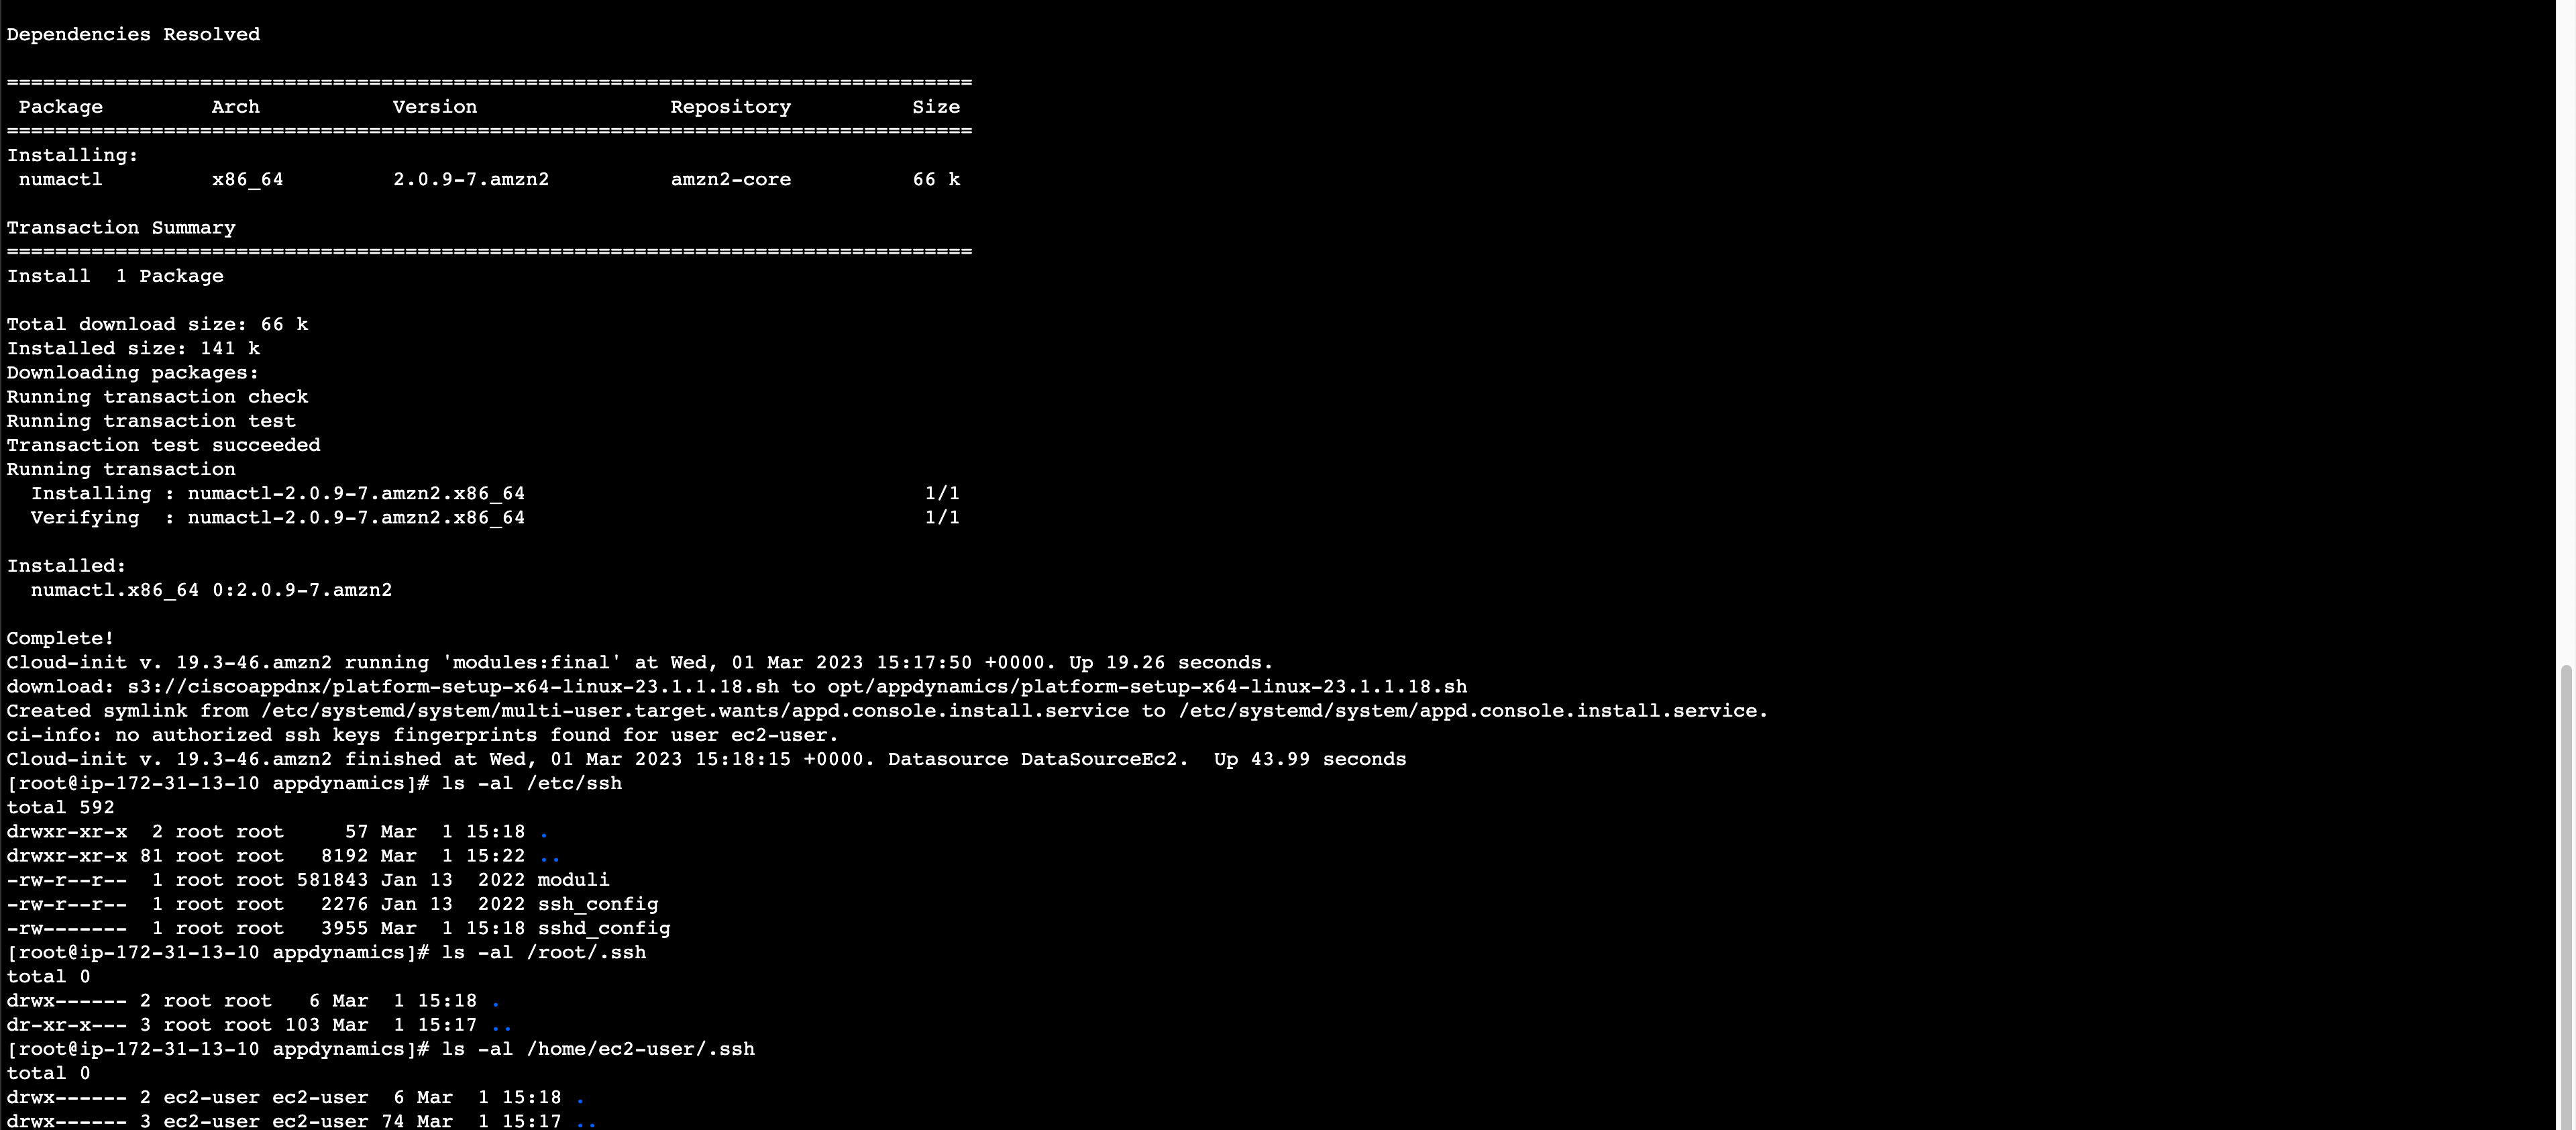 Dependencies Resolved
================================================================================
 Package         Arch           Version                Repository          Size
================================================================================
Installing:
 numactl         x86_64         2.0.9-7.amzn2          amzn2-core          66 k

Transaction Summary
================================================================================
Install  1 Package

Total download size: 66 k
Installed size: 141 k
Downloading packages:
Running transaction check
Running transaction test
Transaction test succeeded
Running transaction
  Installing : numactl-2.0.9-7.amzn2.x86_64                                 1/1
  Verifying  : numactl-2.0.9-7.amzn2.x86_64                                 1/1

Installed:
  numactl.x86_64 0:2.0.9-7.amzn2

Complete!
Cloud-init v. 19.3-46.amzn2 running 'modules:final' at Wed, 01 Mar 2023 15:17:50 +0000. Up 19.26 seconds.
download: s3://ciscoappdnx/platform-setup-x64-linux-23.1.1.18.sh to opt/appdynamics/platform-setup-x64-linux-23.1.1.18.sh
Created symlink from /etc/systemd/system/multi-user.target.wants/appd.console.install.service to /etc/systemd/system/appd.console.install.service.
ci-info: no authorized ssh keys fingerprints found for user ec2-user.
Cloud-init v. 19.3-46.amzn2 finished at Wed, 01 Mar 2023 15:18:15 +0000. Datasource DataSourceEc2.  Up 43.99 seconds
[root@ip-172-31-13-10 appdynamics]# ls -al /etc/ssh
total 592
drwxr-xr-x  2 root root     57 Mar  1 15:18 .
drwxr-xr-x 81 root root   8192 Mar  1 15:22 ..
-rw-r--r--  1 root root 581843 Jan 13  2022 moduli
-rw-r--r--  1 root root   2276 Jan 13  2022 ssh_config
-rw-------  1 root root   3955 Mar  1 15:18 sshd_config
[root@ip-172-31-13-10 appdynamics]# ls -al /root/.ssh
total 0
drwx------ 2 root root   6 Mar  1 15:18 .
dr-xr-x--- 3 root root 103 Mar  1 15:17 ..
[root@ip-172-31-13-10 appdynamics]# ls -al /home/ec2-user/.ssh
total 0
drwx------ 2 ec2-user ec2-user  6 Mar  1 15:18 .
drwx------ 3 ec2-user ec2-user 74 Mar  1 15:17 ..